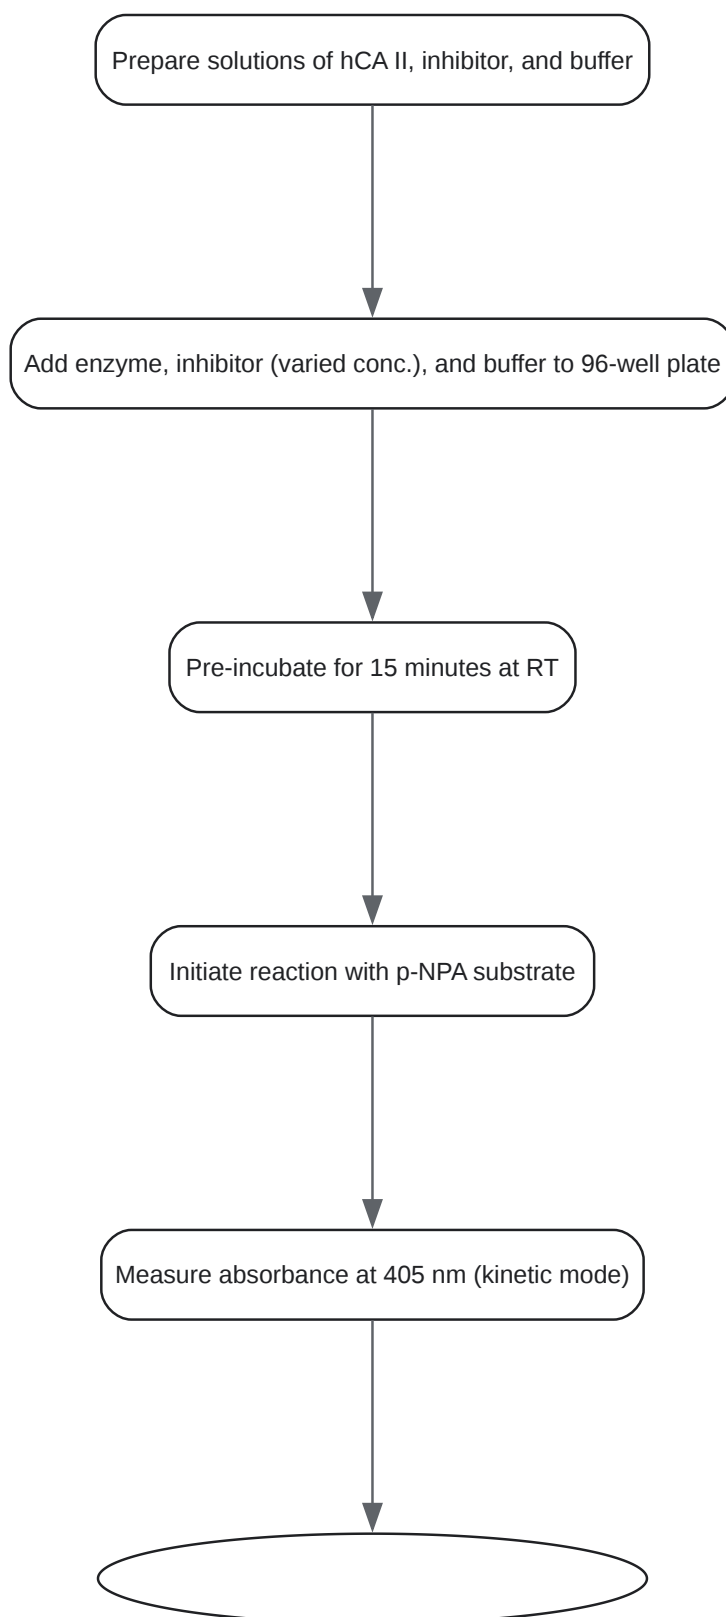 Prepare solutions of hCA II, inhibitor, and buffer
Add enzyme, inhibitor (varied conc.), and buffer to 96-well plate
Pre-incubate for 15 minutes at RT
Initiate reaction with p-NPA substrate
Measure absorbance at 405 nm (kinetic mode)